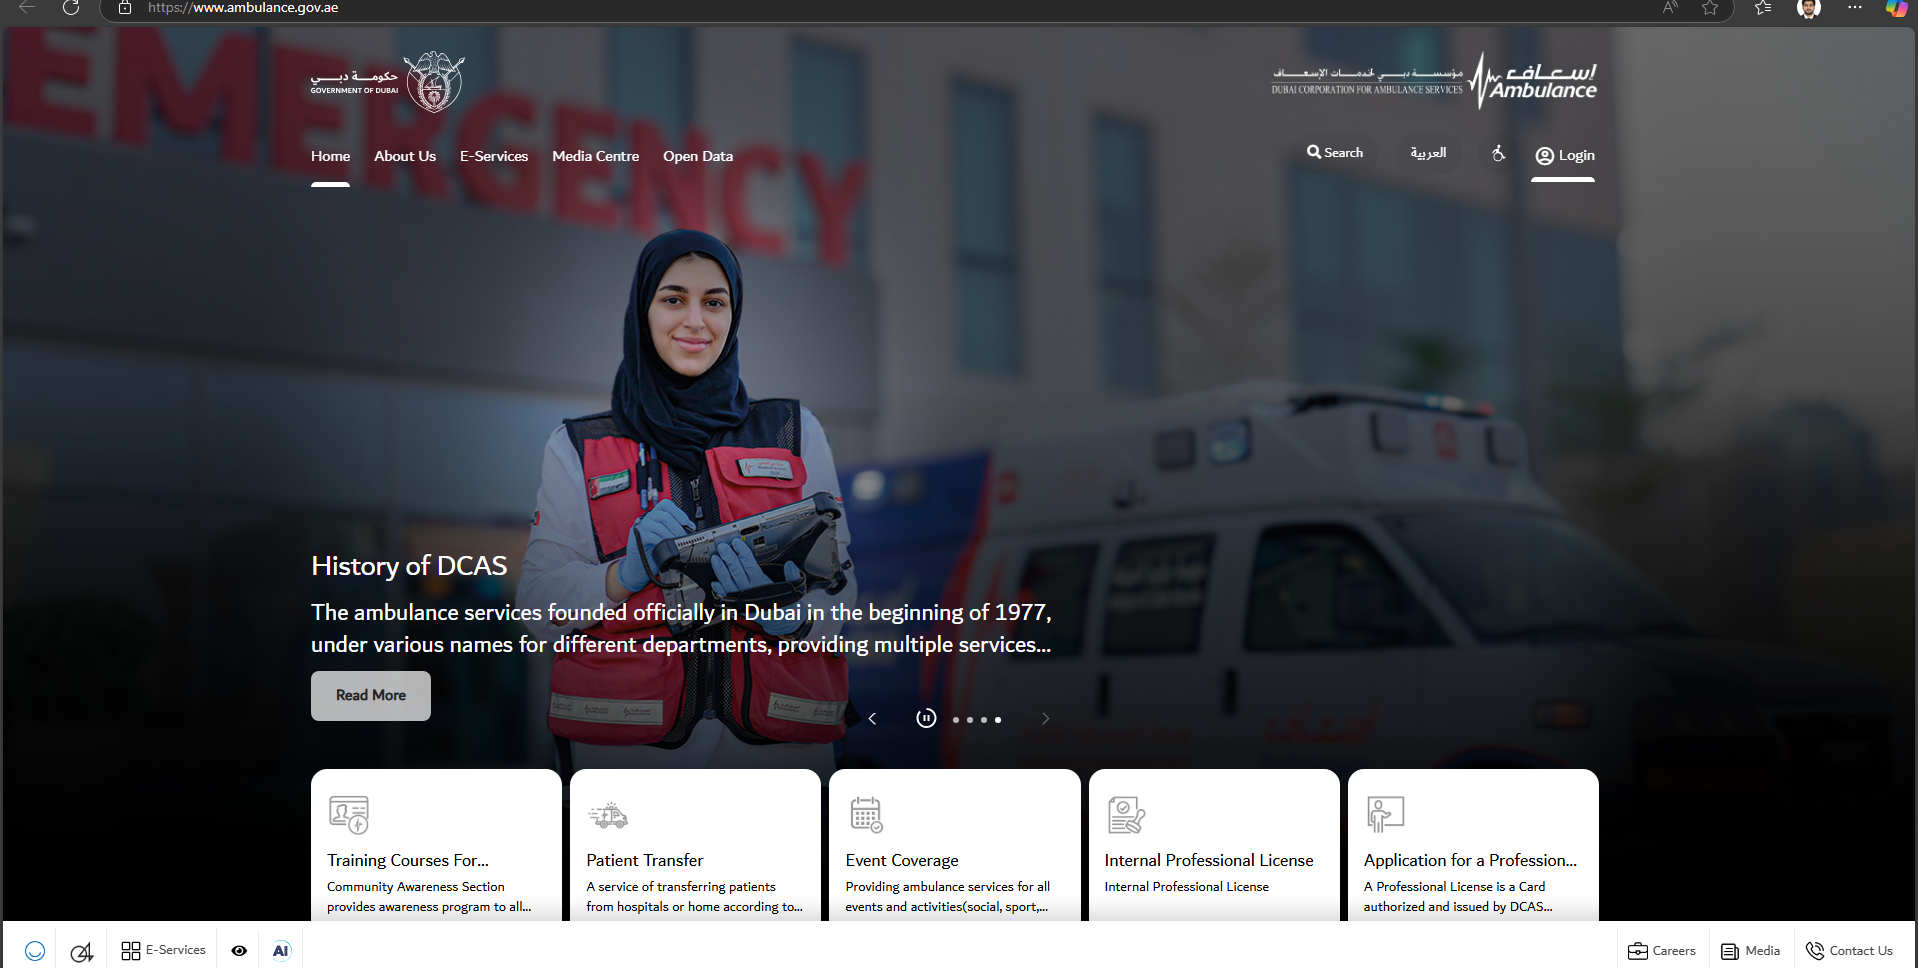 https://www.ambulance.gov.ae
EMERGENCY
حكومة دبي
GOVERNMENT OF DUBAI
مؤسسة دبي لخدمات الإسعاف
DUBAI CORPORATION FOR AMBULANCE SERVICES
إسعاف
Ambulance
Home
About Us
E-Services
Media Centre
Open Data
Search
العربية
Login
History of DCAS
The ambulance services founded officially in Dubai in the beginning of 1977,
under various names for different departments, providing multiple services...
Read More
Training Courses For...
Community Awareness Section
provides awareness program to all...
Patient Transfer
A service of transferring patients
from hospitals or home according to...
Event Coverage
Providing ambulance services for all
events and activities(social, sport,...
Internal Professional License
Internal Professional License
Application for a Profession...
A Professional License is a Card
authorized and issued by DCAS...
E-Services
AI
Careers
Media
Contact Us